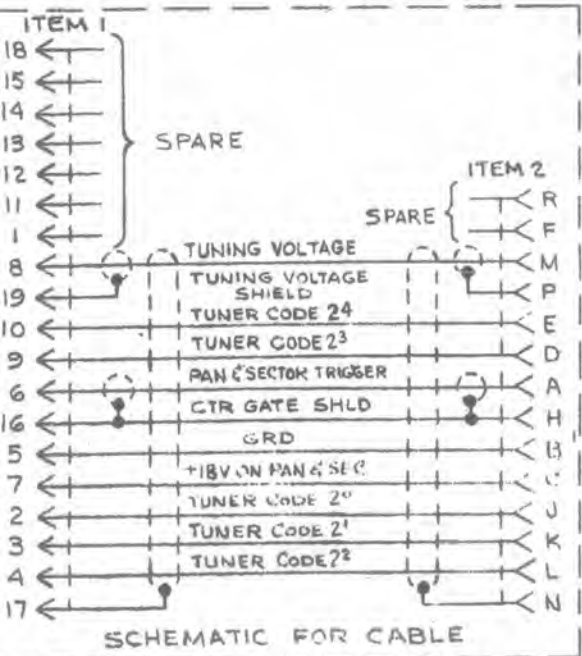 ITEM 1
18
15
14
13
12
11
1
SPARE
ITEM 2
SPARE
R
F
8 TUNING VOLTAGE M
19 TUNING VOLTAGE SHIELD P
10 TUNER CODE 2⁴ E
9 TUNER CODE 2³ D
6 PAN & SECTOR TRIGGER A
16 CTR GATE SHLD H
5 GRD B
7 +18V ON PAN & SEC C
2 TUNER CODE 2⁰ J
3 TUNER CODE 2¹ K
4 TUNER CODE 2² L
17 N
SCHEMATIC FOR CABLE